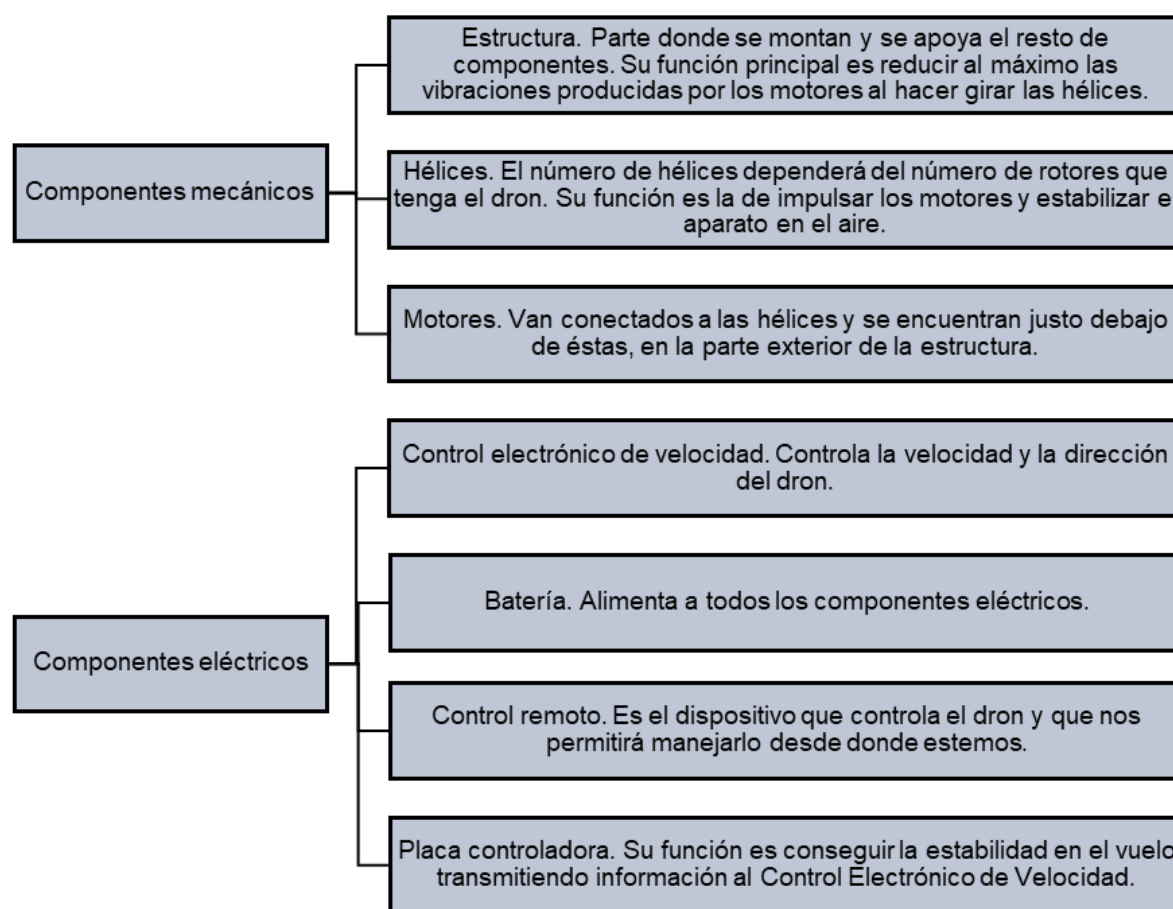 Estructura. Parte donde se montan y se apoya el resto de
componentes. Su función principal es reducir al máximo las
vibraciones producidas por los motores al hacer girar las hélices.
Componentes mecánicos
Hélices. El número de hélices dependerá del número de rotores que
tenga el dron. Su función es la de impulsar los motores y estabilizar e
aparato en el aire.
Motores. Van conectados a las hélices y se encuentran justo debajo
de éstas, en la parte exterior de la estructura.
Control electrónico de velocidad. Controla la velocidad y la dirección
del dron.
Batería. Alimenta a todos los componentes eléctricos.
Componentes eléctricos
Control remoto. Es el dispositivo que controla el dron y que nos
permitirá manejarlo desde donde estemos.
Placa controladora. Su función es conseguir la estabilidad en el vuelo
transmitiendo información al Control Electrónico de Velocidad.